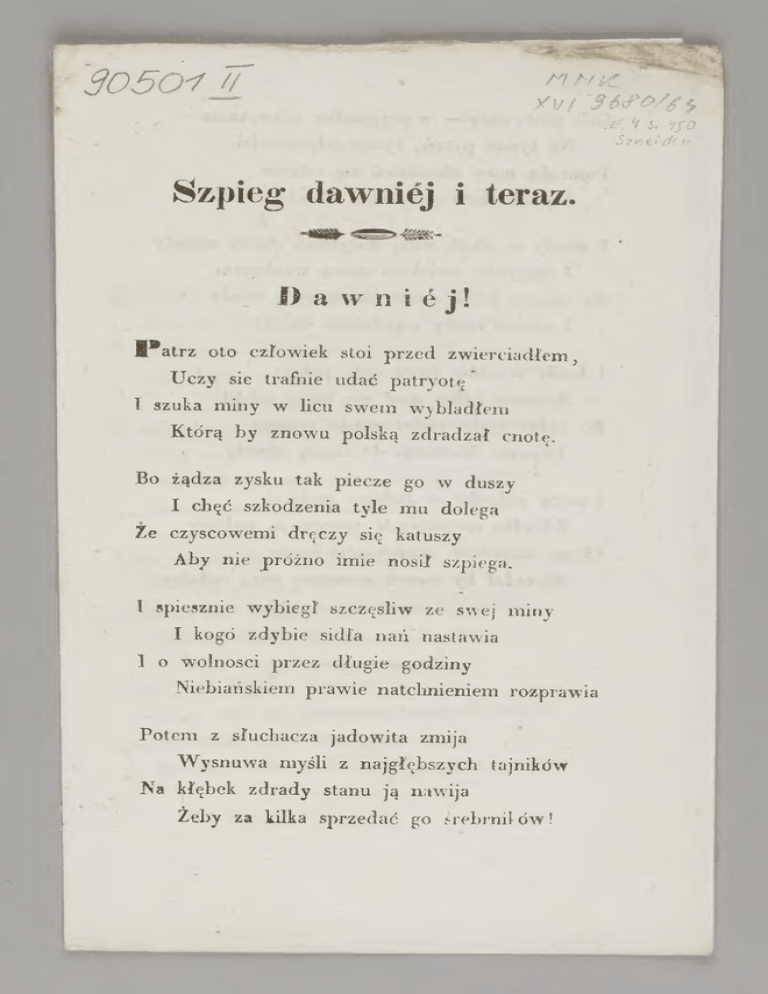 90501 II
MNK
XVI 9680/64
Szpieg dawniéj i teraz.
Dawniéj!
Patrz oto człowiek stoi przed zwierciadłem,
Uczy sie trafnie udać patryotę
I szuka miny w licu swem wybladłem
Którą by znowu polską zdradzał cnotę.
Bo żądza zysku tak piecze go w duszy
I chęć szkodzenia tyle mu dolega
Że czyscowemi dręczy się katuszy
Aby nie próżno imie nosił szpiega.
I spiesznie wybiegł szczęsliw ze swej miny
I kogo zdybie sidła nań nastawia
I o wolnosci przez długie godziny
Niebiańskiem prawie natchnieniem rozprawia
Potem z słuchacza jadowita zmija
Wysnuwa myśli z najgłębszych tajników
Na kłębek zdrady stanu ją nawija
Żeby za kilka sprzedać go srebrników!